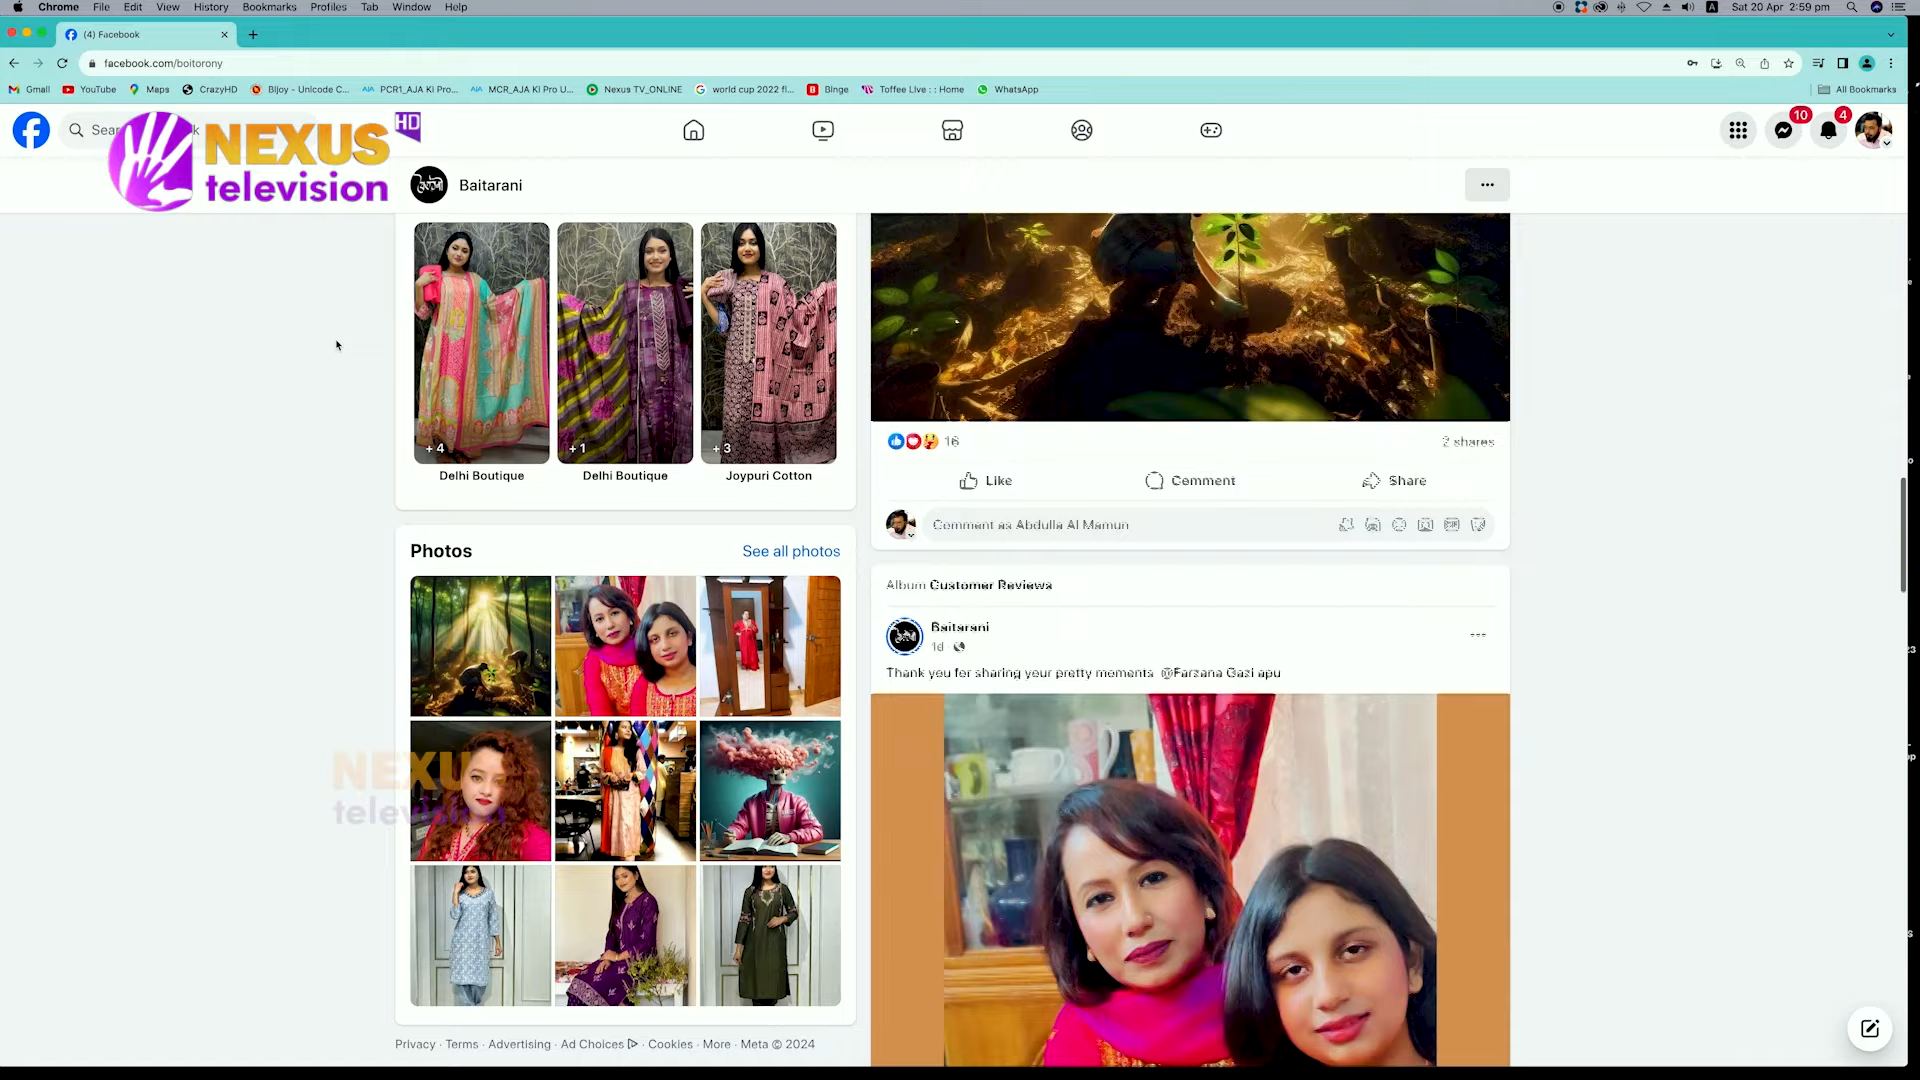 Chrome File Edit View History Bookmarks Profiles Tab Window Help
A Sat 20 Apr 2:59 pm
(4) Facebook
facebook.com/boitorony
Gmail YouTube Maps CrazyHD Bijoy - Unicode C... PCR1_AJA Ki Pro... MCR_AJA Ki Pro U... Nexus TV_ONLINE world cup 2022 fi... Binge Toffee Live : : Home WhatsApp All Bookmarks
NEXUS HD
television
10 4
Baitarani
+4 +1 +3
Delhi Boutique Delhi Boutique Joypuri Cotton
16 2 shares
Like Comment Share
Comment as Abdulla Al Mamun
Photos See all photos
Album Customer Reviews
Baitarani
1d
Thank you for sharing your pretty moments @Farzana Gazi apu
NEXU
television
Privacy · Terms · Advertising · Ad Choices · Cookies · More · Meta © 2024